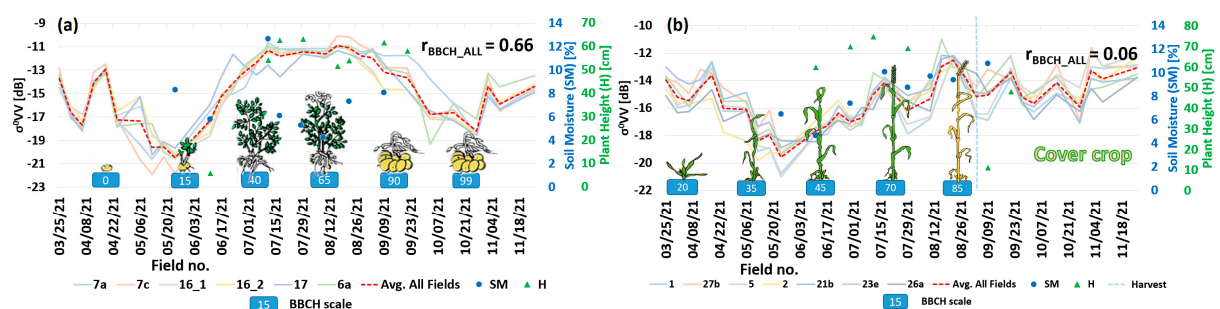 (a)
r BBCH_ALL = 0.66
σ⁰VV [dB]
-9
-11
-13
-15
-17
-19
-21
-23
14
12
10
8
6
4
2
0
Soil Moisture (SM) [%]
70
60
50
40
30
20
10
0
Plant Height (H) [cm]
0 15 40 65 90 99
03/25/21 04/08/21 04/22/21 05/06/21 05/20/21 06/03/21 06/17/21 07/01/21 07/15/21 07/29/21 08/12/21 08/26/21 09/09/21 09/23/21 10/07/21 10/21/21 11/04/21 11/18/21
Field no.
7a 7c 16_1 16_2 17 6a Avg. All Fields SM H
15 BBCH scale
(b)
r BBCH_ALL = 0.06
σ⁰VV [dB]
-10
-12
-14
-16
-18
-20
-22
14
12
10
8
6
4
2
0
Soil Moisture (SM) [%]
80
70
60
50
40
30
20
10
0
Plant Height (H) [cm]
Cover crop
20 35 45 70 85
03/25/21 04/08/21 04/22/21 05/06/21 05/20/21 06/03/21 06/17/21 07/01/21 07/15/21 07/29/21 08/12/21 08/26/21 09/09/21 09/23/21 10/07/21 10/21/21 11/04/21 11/18/21
Field no.
1 27b 5 2 21b 23e 26a Avg. All Fields SM H Harvest
15 BBCH scale